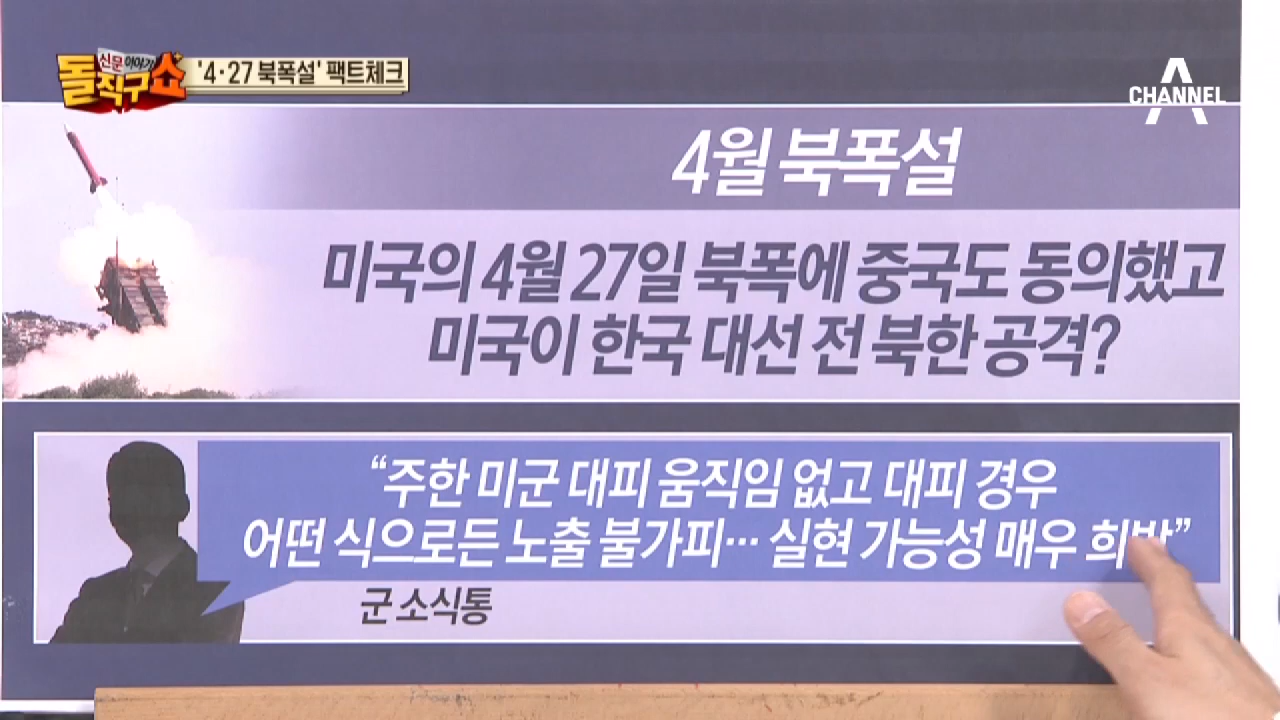 신문이야기
돌직구쇼
'4·27 북폭설' 팩트체크
CHANNEL A
4월 북폭설
미국의 4월 27일 북폭에 중국도 동의했고
미국이 한국 대선 전 북한 공격?
“주한 미군 대피 움직임 없고 대피 경우
어떤 식으로든 노출 불가피… 실현 가능성 매우 희박”
군 소식통